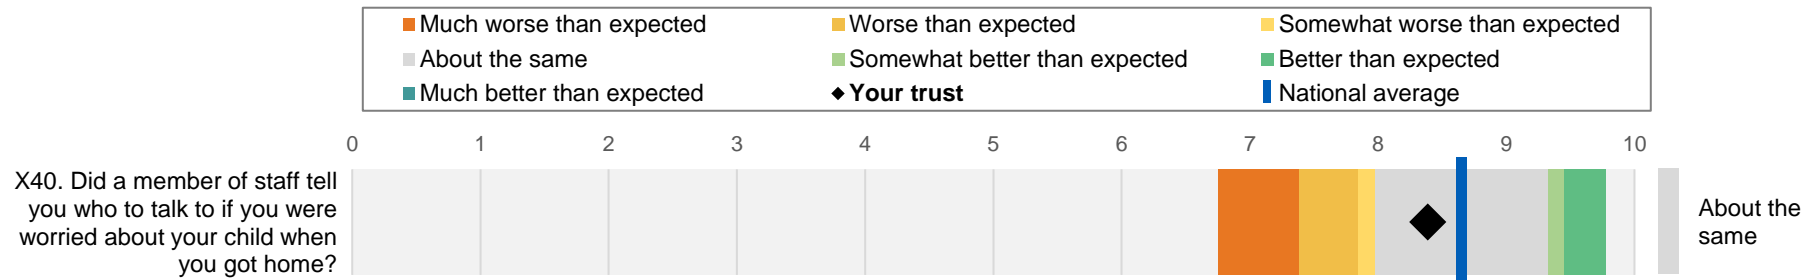 Much worse than expected Worse than expected Somewhat worse than expected
About the same Somewhat better than expected Better than expected
Much better than expected Your trust National average
0 1 2 3 4 5 6 7 8 9 10
X40. Did a member of staff tell
you who to talk to if you were
worried about your child when
you got home?
About the
same